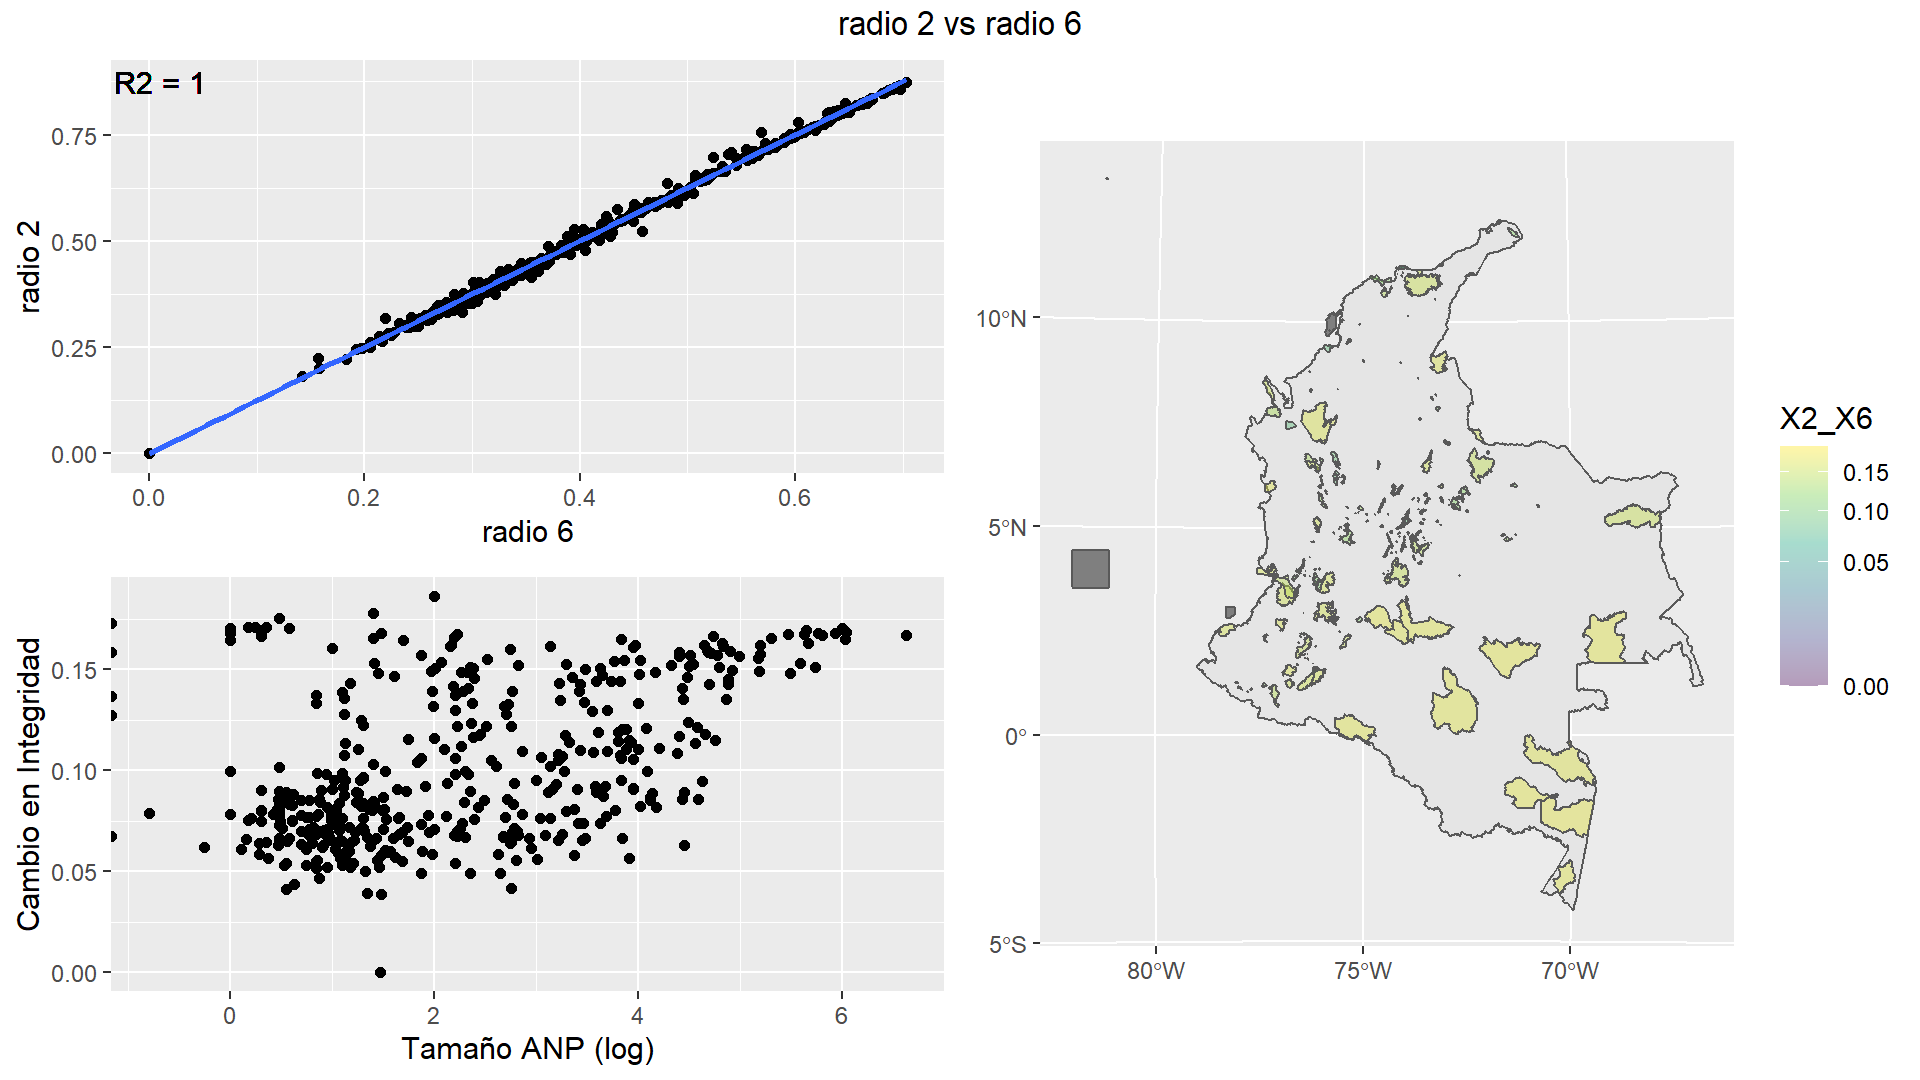 radio 2 vs radio 6
R2 = 1
0.75
0.50
0.25
0.00
radio 2
0.0
0.2
0.4
0.6
radio 6
0.15
0.10
0.05
0.00
Cambio en Integridad
0
2
4
6
Tamaño ANP (log)
10°N
5°N
0°
5°S
80°W
75°W
70°W
X2_X6
0.15
0.10
0.05
0.00